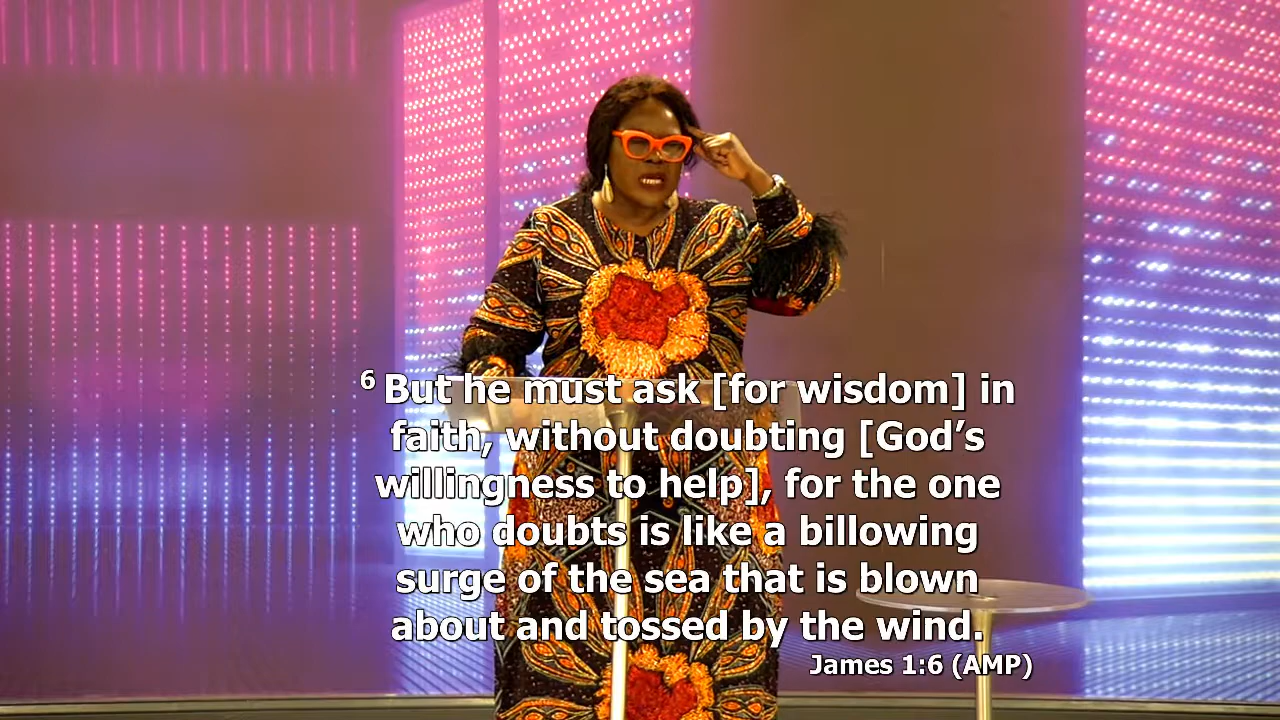 6 But he must ask [for wisdom] in
faith, without doubting [God’s
willingness to help], for the one
who doubts is like a billowing
surge of the sea that is blown
about and tossed by the wind.
James 1:6 (AMP)